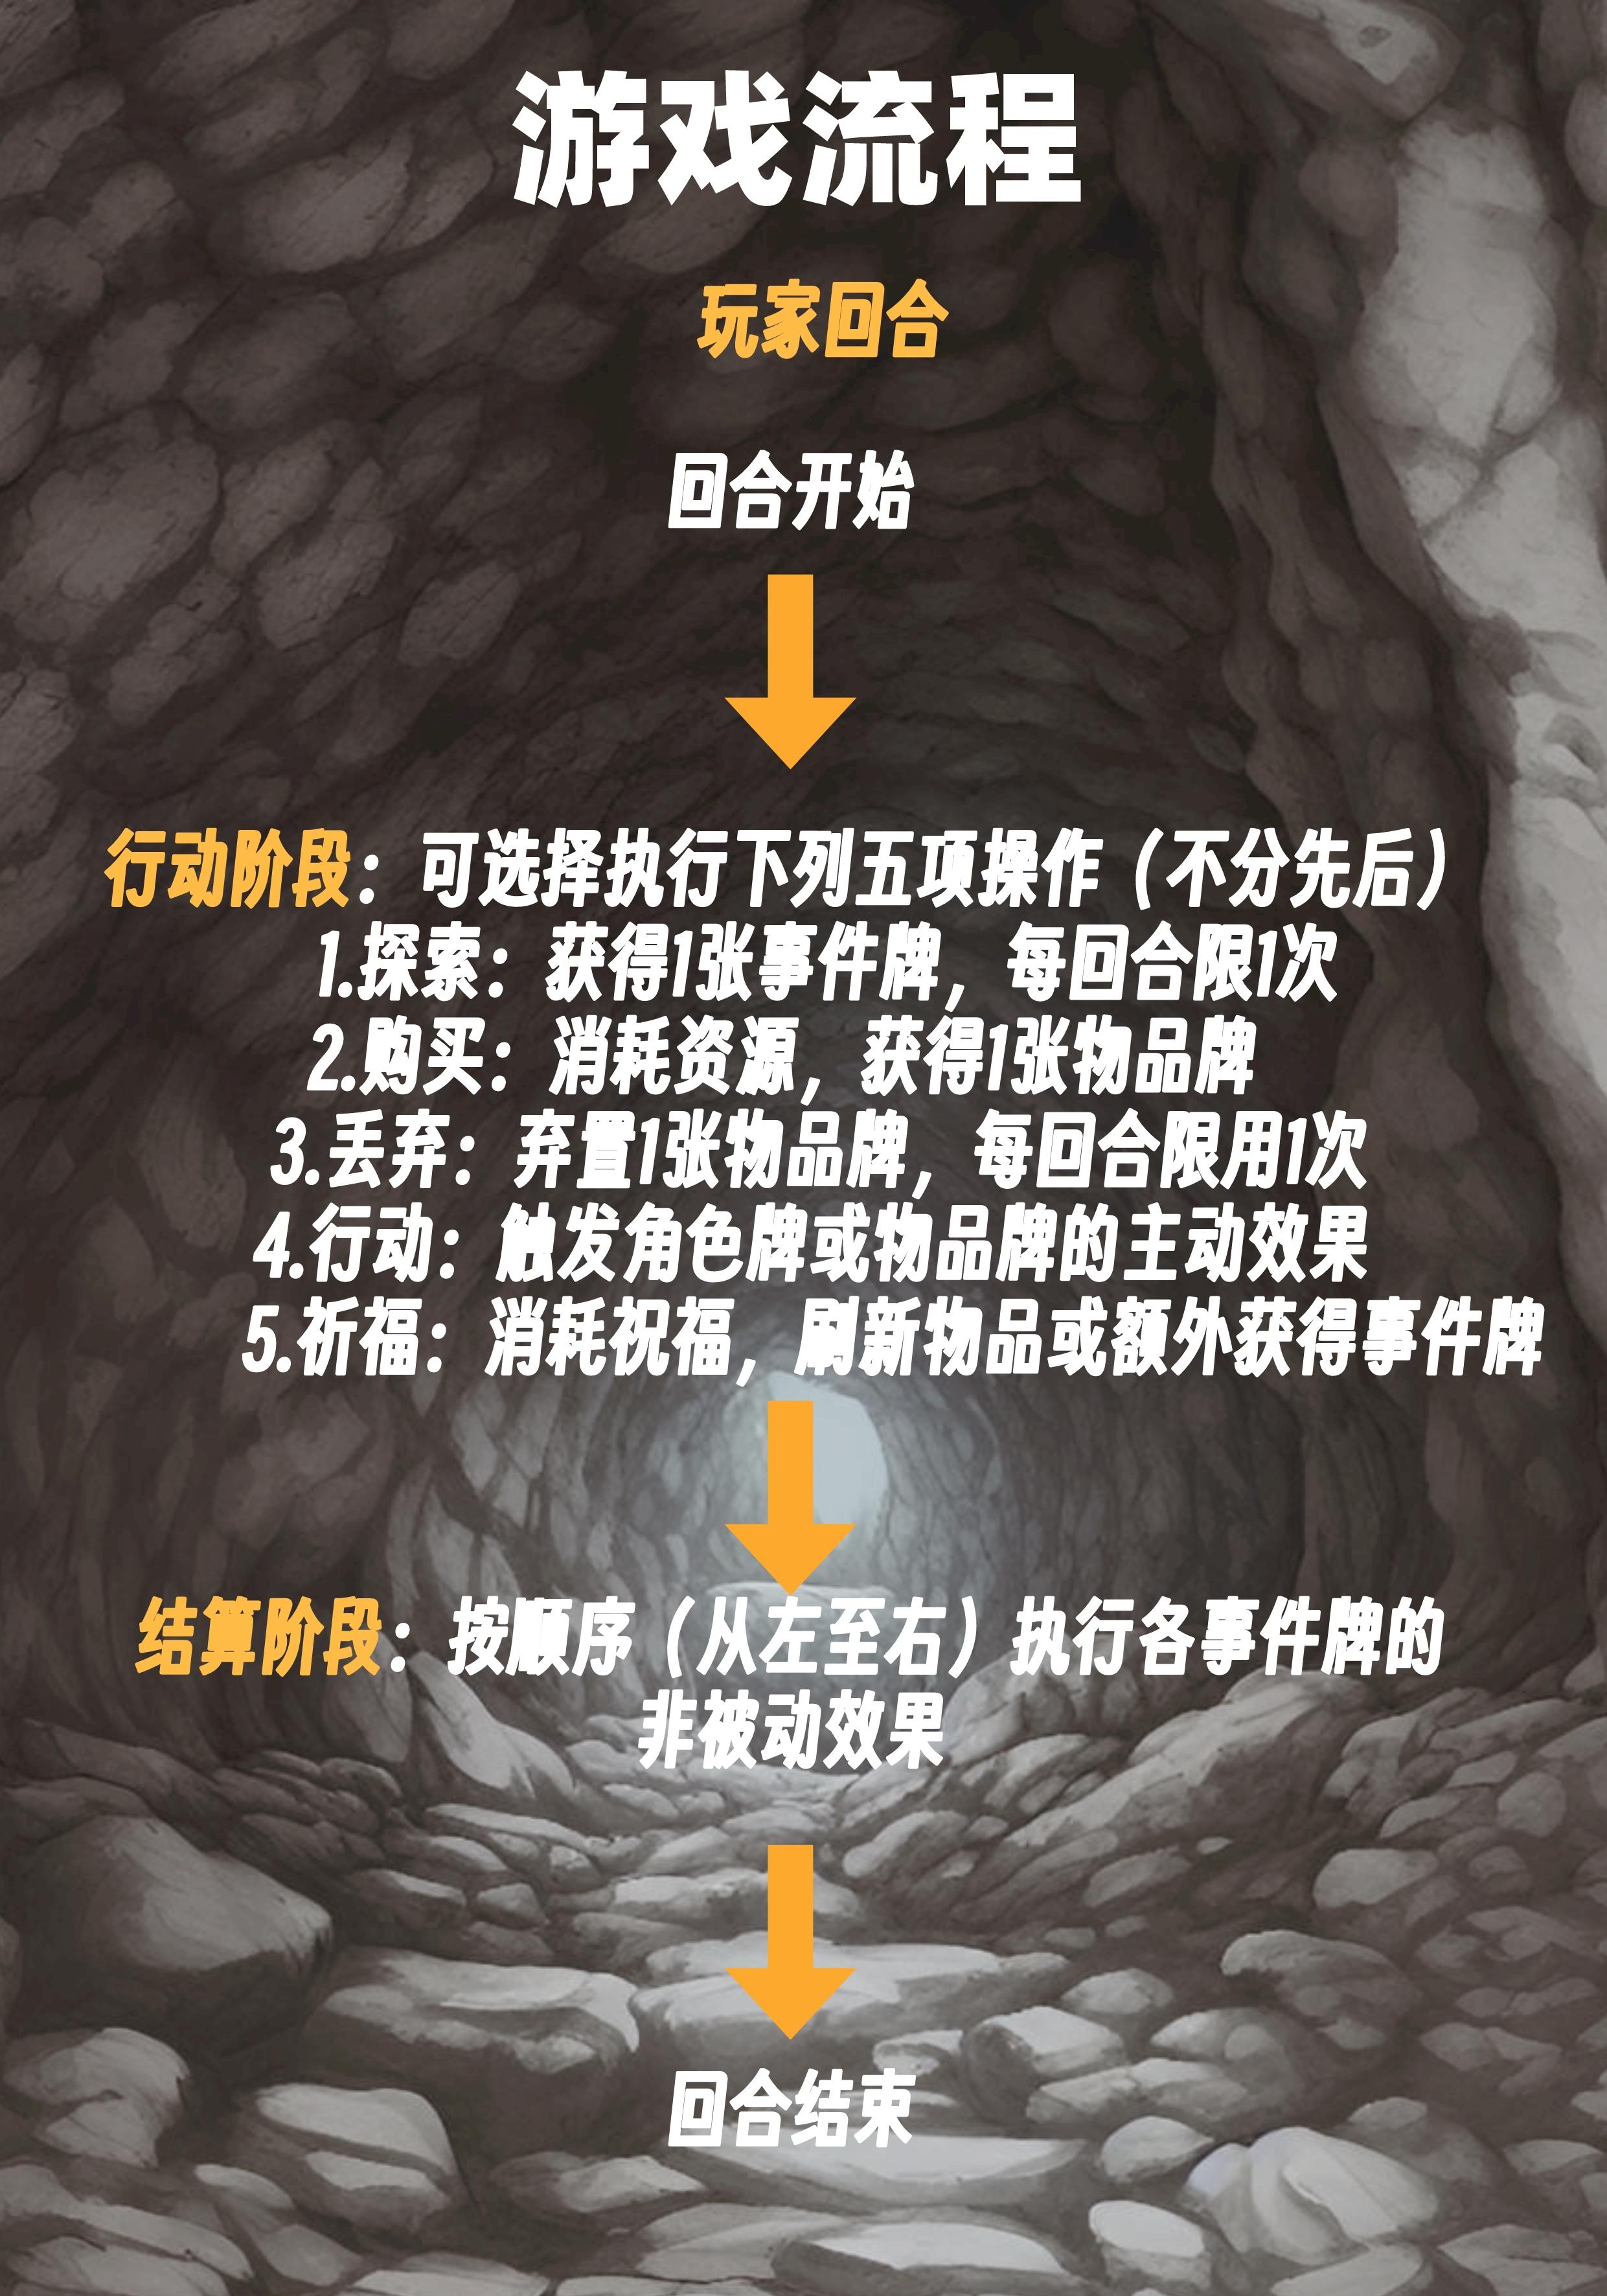 游戏流程
玩家回合
回合开始
行动阶段：可选择执行下列五项操作（不分先后）
1.探索：获得1张事件牌，每回合限1次
2.购买：消耗资源，获得1张物品牌
3.丢弃：弃置1张物品牌，每回合限用1次
4.行动：触发角色牌或物品牌的主动效果
5.祈福：消耗祝福，刷新物品或额外获得事件牌
结算阶段：按顺序（从左至右）执行各事件牌的
非被动效果
回合结束